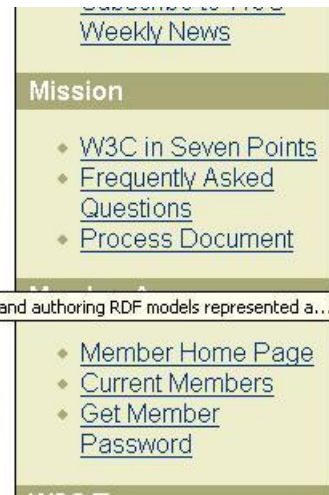 Weekly News
Mission
W3C in Seven Points
Frequently Asked
Questions
Process Document
and authoring RDF models represented a...
Member Home Page
Current Members
Get Member
Password